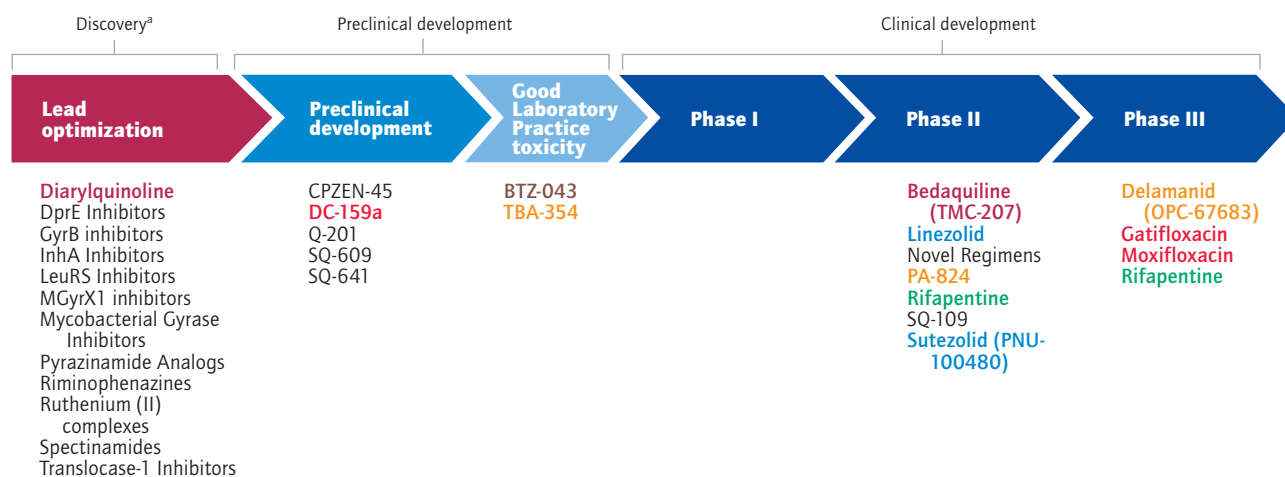 Discoveryᵃ
Preclinical development
Clinical development
Lead
optimization
Preclinical
development
Good
Laboratory
Practice
toxicity
Phase I
Phase II
Phase III
Diarylquinoline
DprE Inhibitors
GyrB inhibitors
InhA Inhibitors
LeuRS Inhibitors
MGyrX1 inhibitors
Mycobacterial Gyrase
Inhibitors
Pyrazinamide Analogs
Riminophenazines
Ruthenium (II)
complexes
Spectinamides
Translocase-1 Inhibitors
CPZEN-45
DC-159a
Q-201
SQ-609
SQ-641
BTZ-043
TBA-354
Bedaquiline
(TMC-207)
Linezolid
Novel Regimens
PA-824
Rifapentine
SQ-109
Sutezolid (PNU-
100480)
Delamanid
(OPC-67683)
Gatifloxacin
Moxifloxacin
Rifapentine